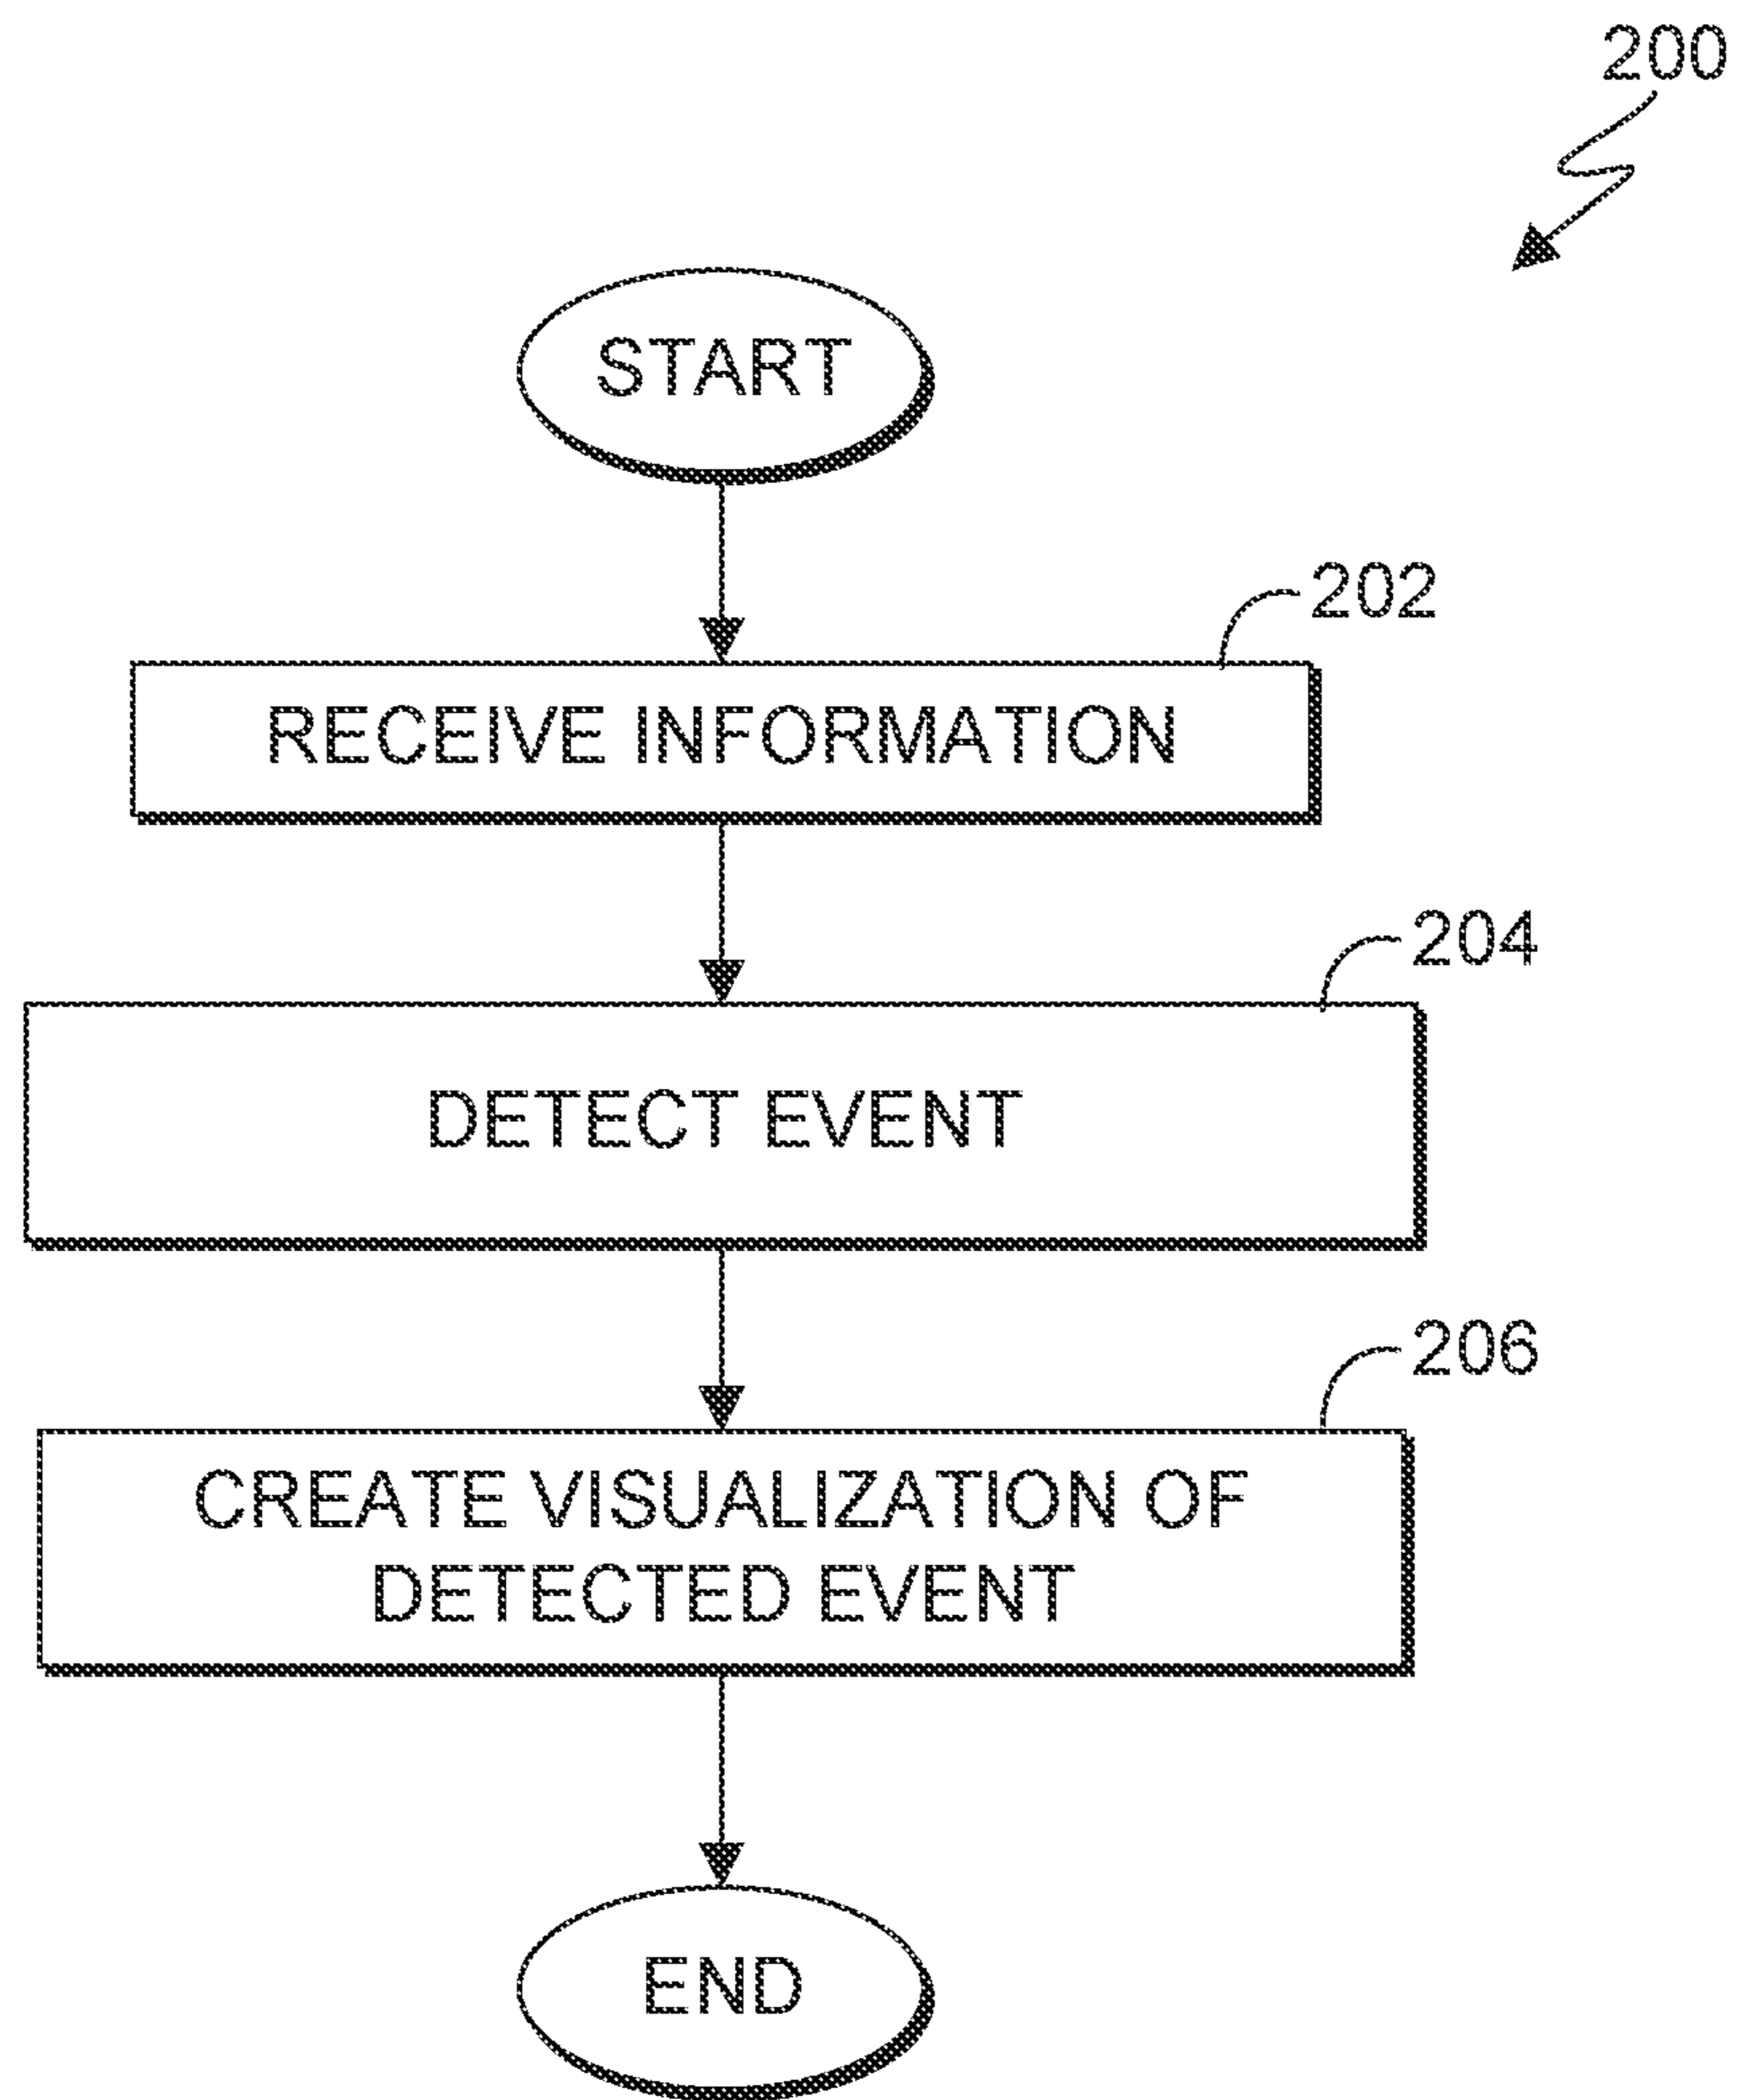 200
START
202
RECEIVE INFORMATION
204
DETECT EVENT
206
CREATE VISUALIZATION OF
DETECTED EVENT
END